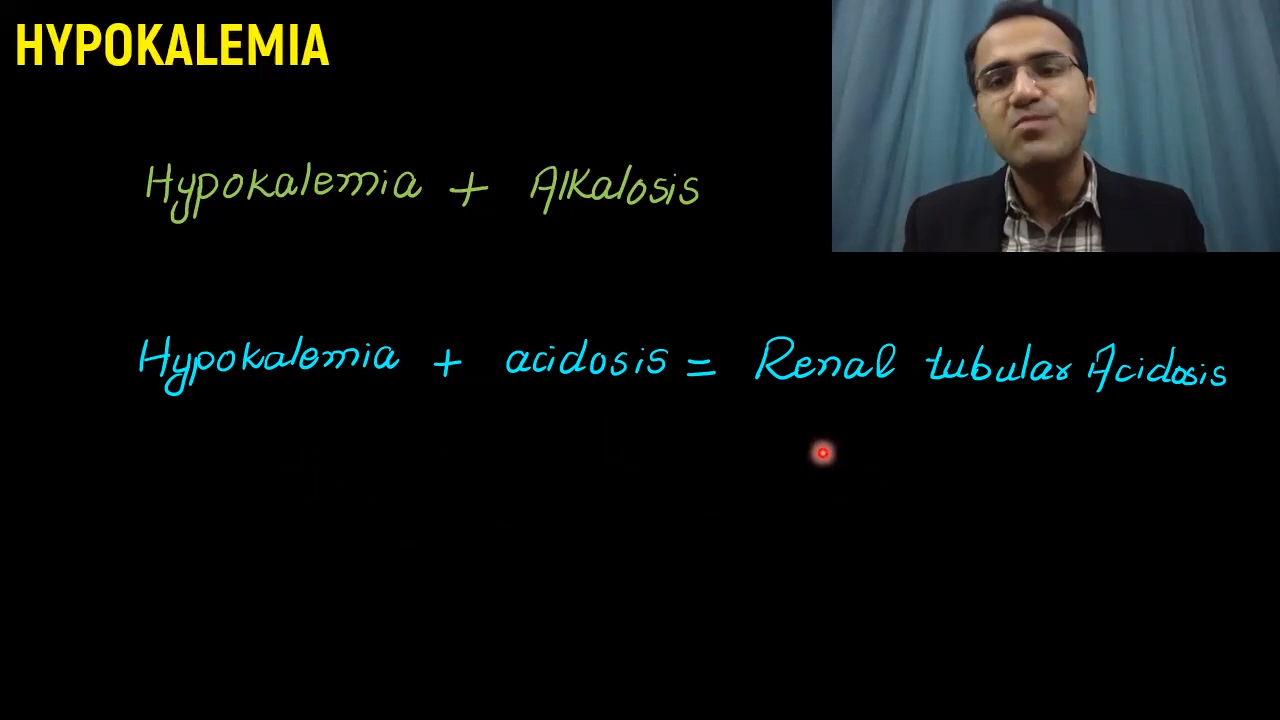 HYPOKALEMIA
Hypokalemia + Alkalosis
Hypokalemia + acidosis = Renal tubular Acidosis